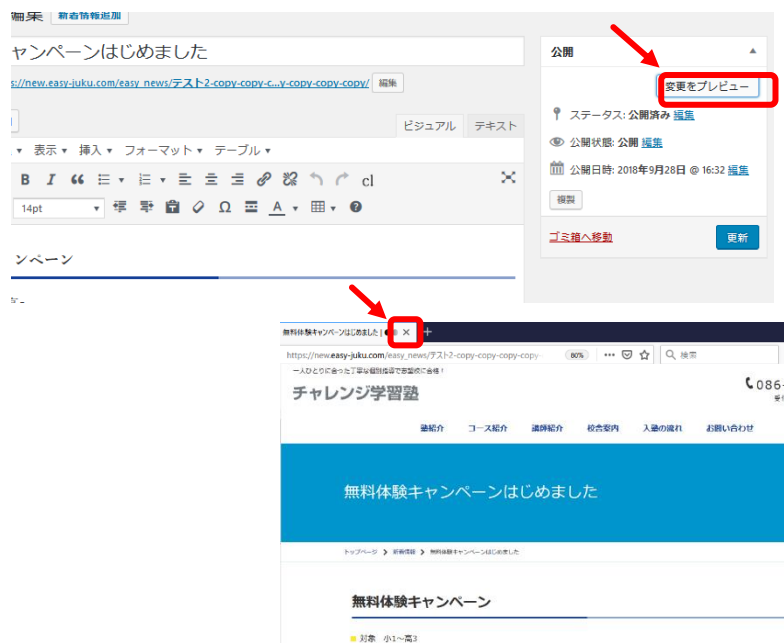 編集 新着情報追加
ャンペーンはじめました
s://new.easy-juku.com/easy_news/テスト2-copy-copy-c...y-copy-copy-copy/ 編集
ビジュアル テキスト
表示 挿入 フォーマット テーブル
B I
cl
14pt
Ω A
ンペーン
公開
変更をプレビュー
ステータス: 公開済み 編集
公開状態: 公開 編集
公開日時: 2018年9月28日 @ 16:32 編集
複製
ゴミ箱へ移動 更新
無料体験キャンペーンはじめました |
https://new.easy-juku.com/easy_news/テスト2-copy-copy-copy-copy- 80% 検索
一人ひとりに合った丁寧な個別指導で志望校に合格！
チャレンジ学習塾
086-
塾紹介 コース紹介 講師紹介 校舎案内 入塾の流れ お問い合わせ
無料体験キャンペーンはじめました
トップページ 新着情報 無料体験キャンペーンはじめました
無料体験キャンペーン
対象 小1～高3